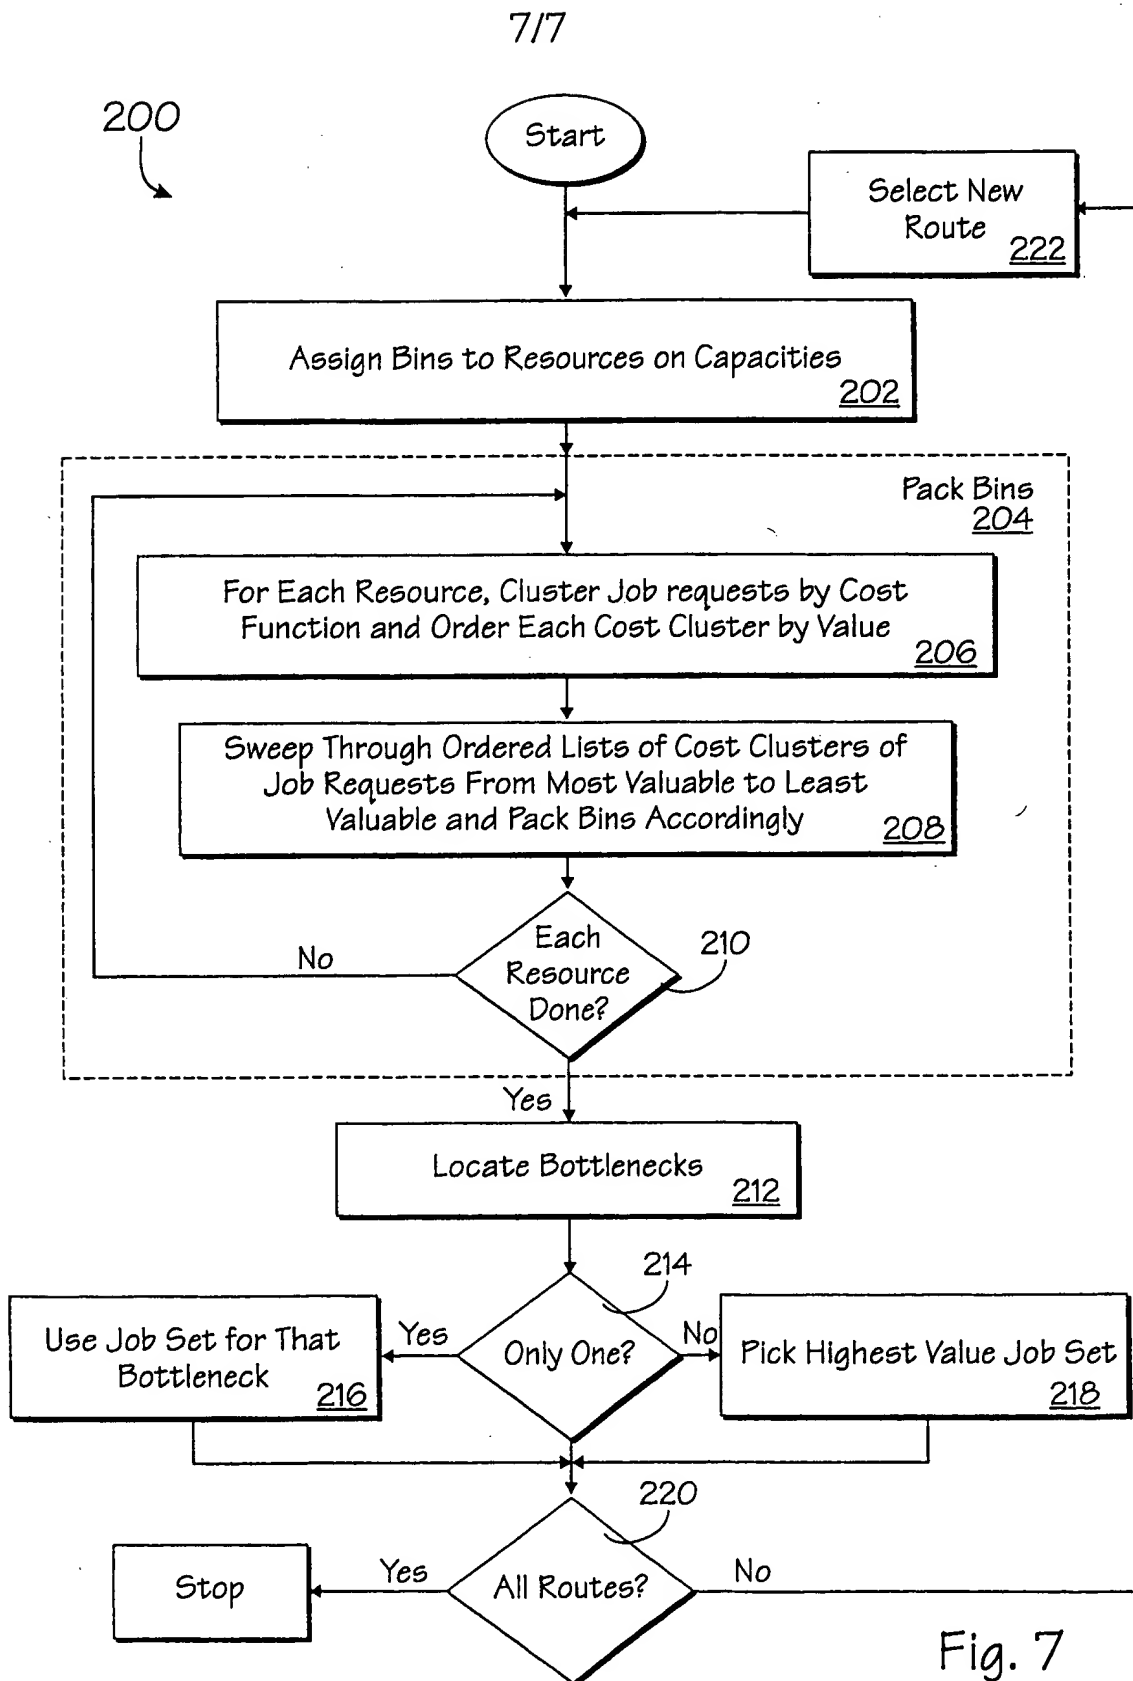 7/7
200
Start
Select New
Route
222
Assign Bins to Resources on Capacities
202
Pack Bins
204
For Each Resource, Cluster Job requests by Cost
Function and Order Each Cost Cluster by Value
206
Sweep Through Ordered Lists of Cost Clusters of
Job Requests From Most Valuable to Least
Valuable and Pack Bins Accordingly
208
Each
Resource
Done?
210
No
Yes
Locate Bottlenecks
212
214
Use Job Set for That
Bottleneck
216
Yes
Only One?
No
Pick Highest Value Job Set
218
220
Stop
Yes
All Routes?
No
Fig. 7